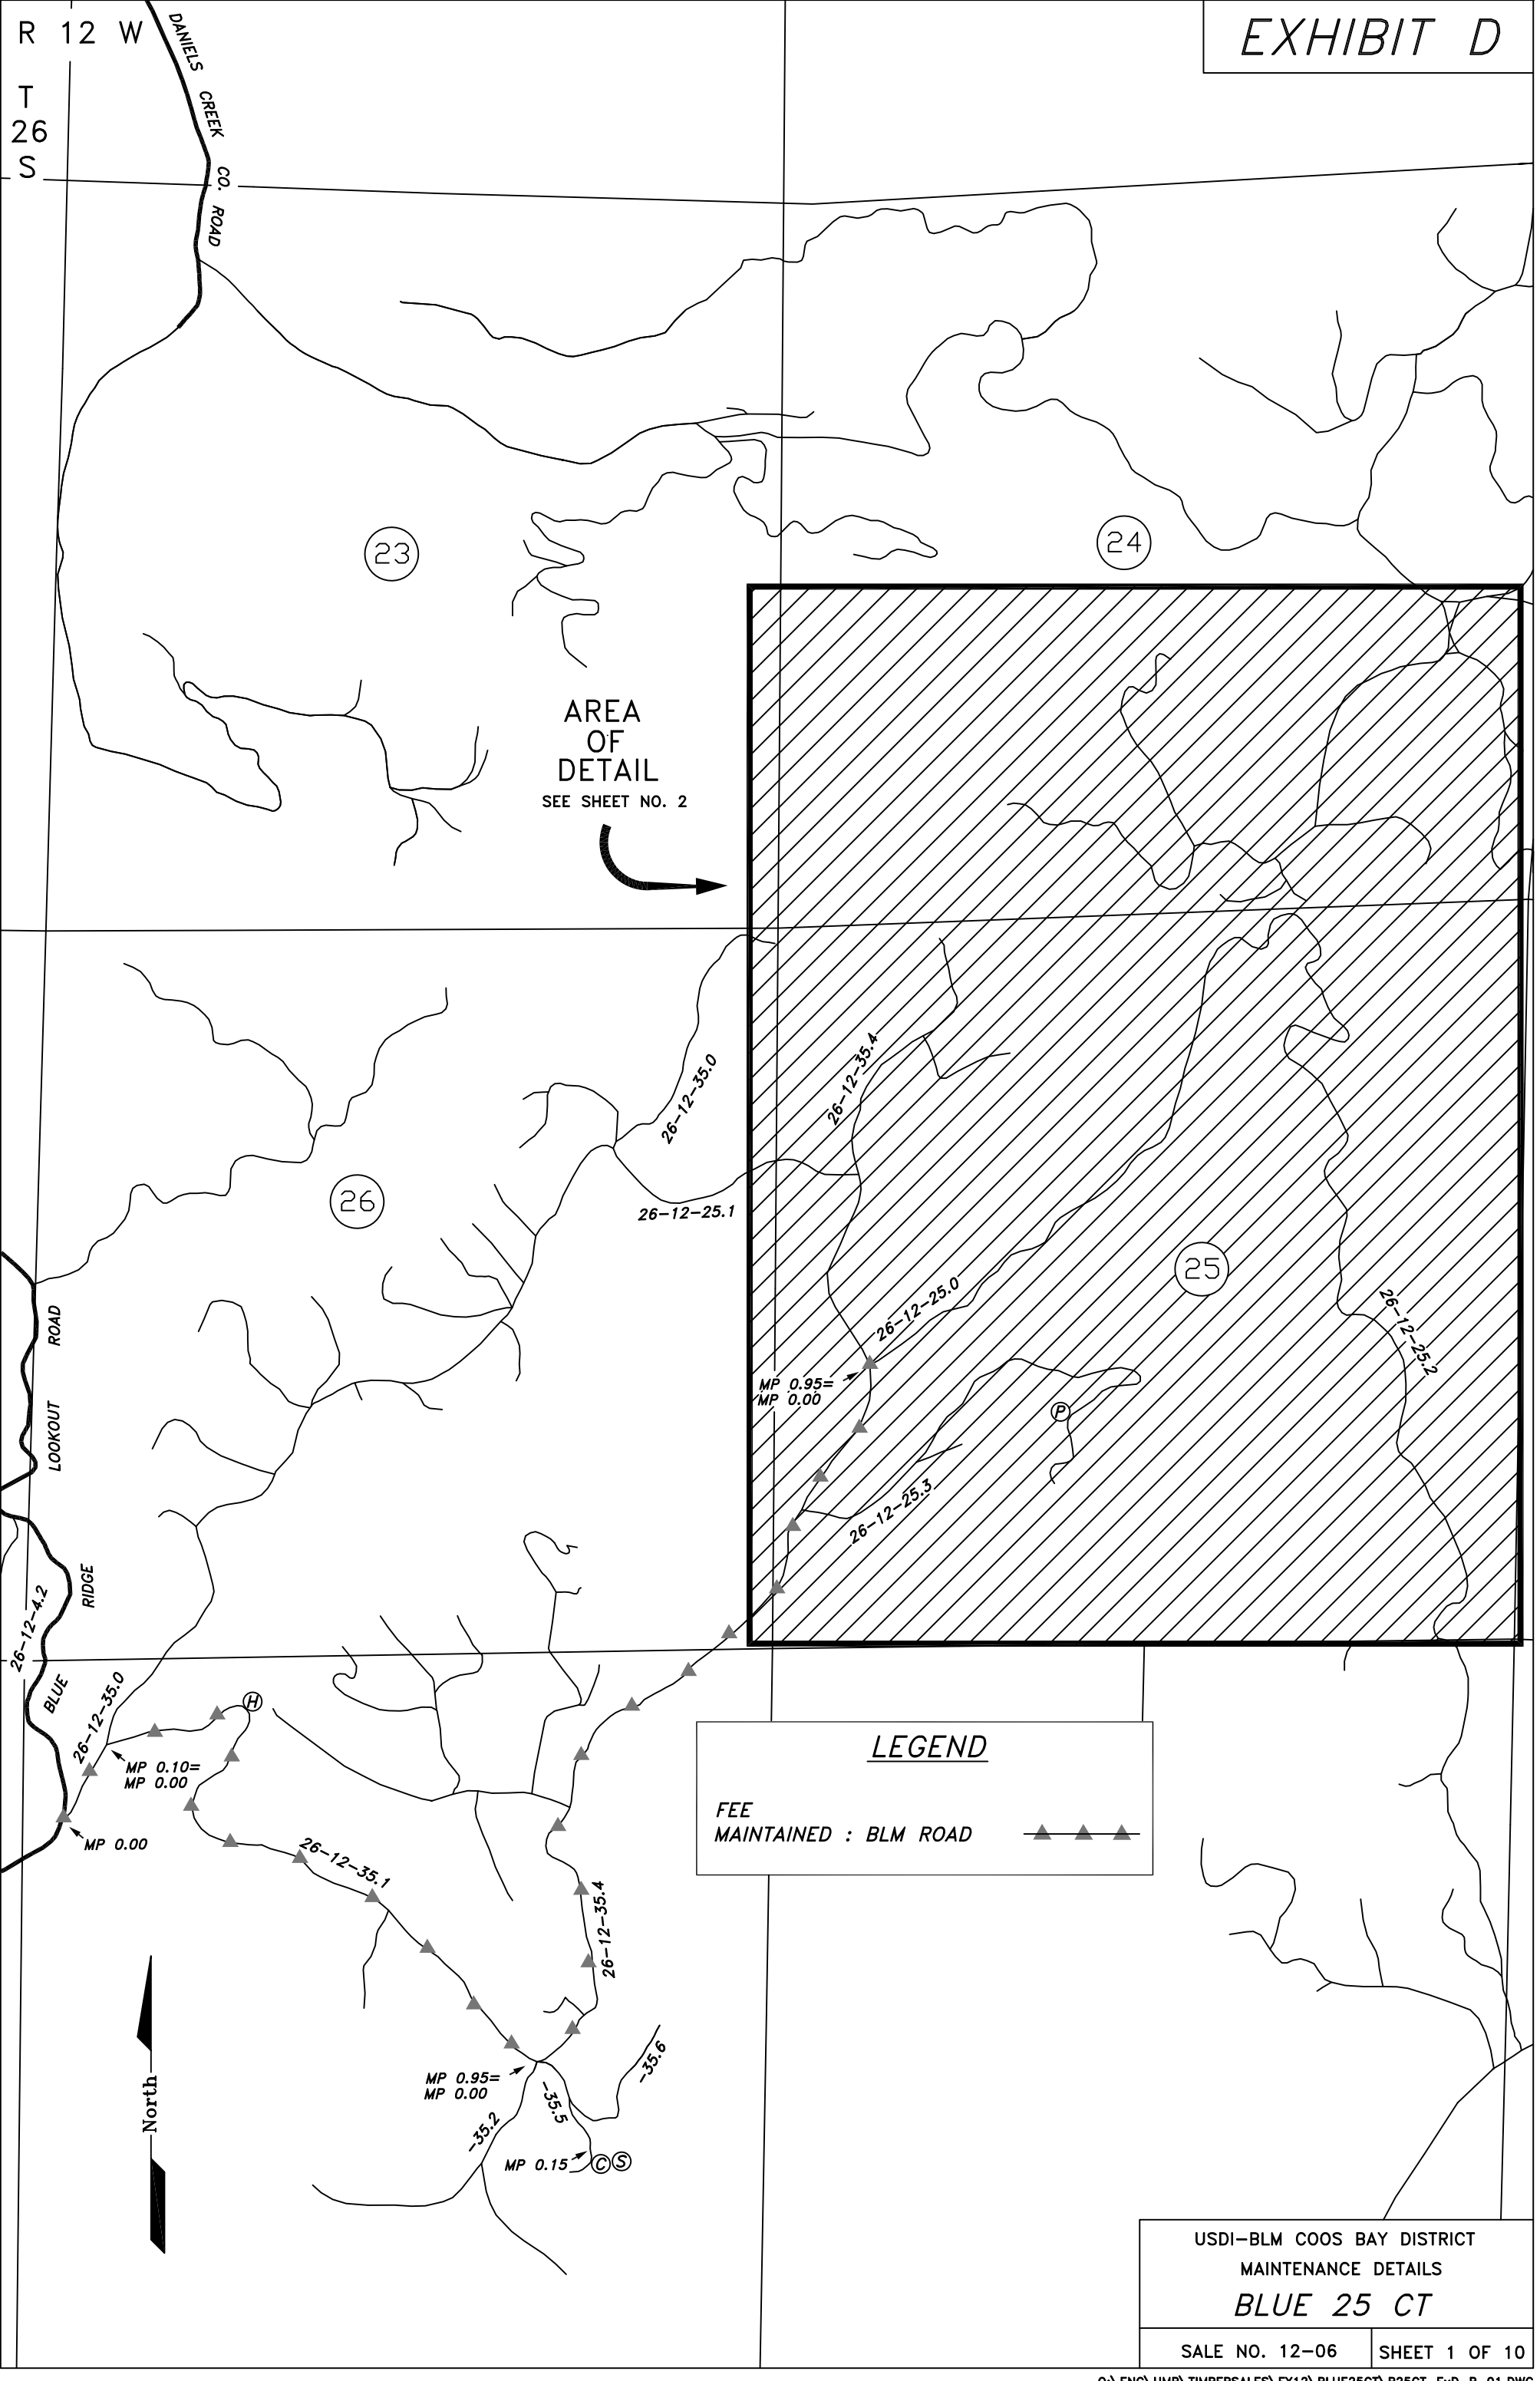 R 12 W
T
26
S
EXHIBIT D
DANIELS CREEK CO. ROAD
23
24
AREA
OF
DETAIL
SEE SHEET NO. 2
26-12-35.0
26-12-35.4
26
26-12-25.1
25
26-12-25.0
26-12-25.2
MP 0.95=
MP 0.00
P
26-12-25.3
BLUE RIDGE LOOKOUT ROAD
26-12-4.2
26-12-35.0
H
MP 0.10=
MP 0.00
MP 0.00
26-12-35.1
26-12-35.4
LEGEND
FEE
MAINTAINED : BLM ROAD
MP 0.95=
MP 0.00
-35.6
-35.5
-35.2
MP 0.15
C S
North
USDI-BLM COOS BAY DISTRICT
MAINTENANCE DETAILS
BLUE 25 CT
SALE NO. 12-06
SHEET 1 OF 10